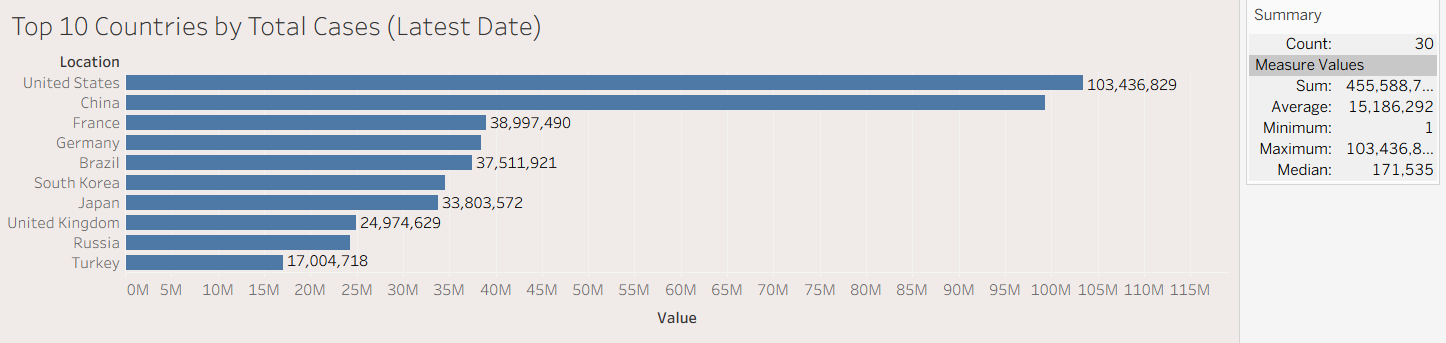 Top 10 Countries by Total Cases (Latest Date)
Location
United States 103,436,829
China
France 38,997,490
Germany
Brazil 37,511,921
South Korea
Japan 33,803,572
United Kingdom 24,974,629
Russia
Turkey 17,004,718
0M 5M 10M 15M 20M 25M 30M 35M 40M 45M 50M 55M 60M 65M 70M 75M 80M 85M 90M 95M 100M 105M 110M 115M
Value
Summary
Count: 30
Measure Values
Sum: 455,588,7...
Average: 15,186,292
Minimum: 1
Maximum: 103,436,8...
Median: 171,535